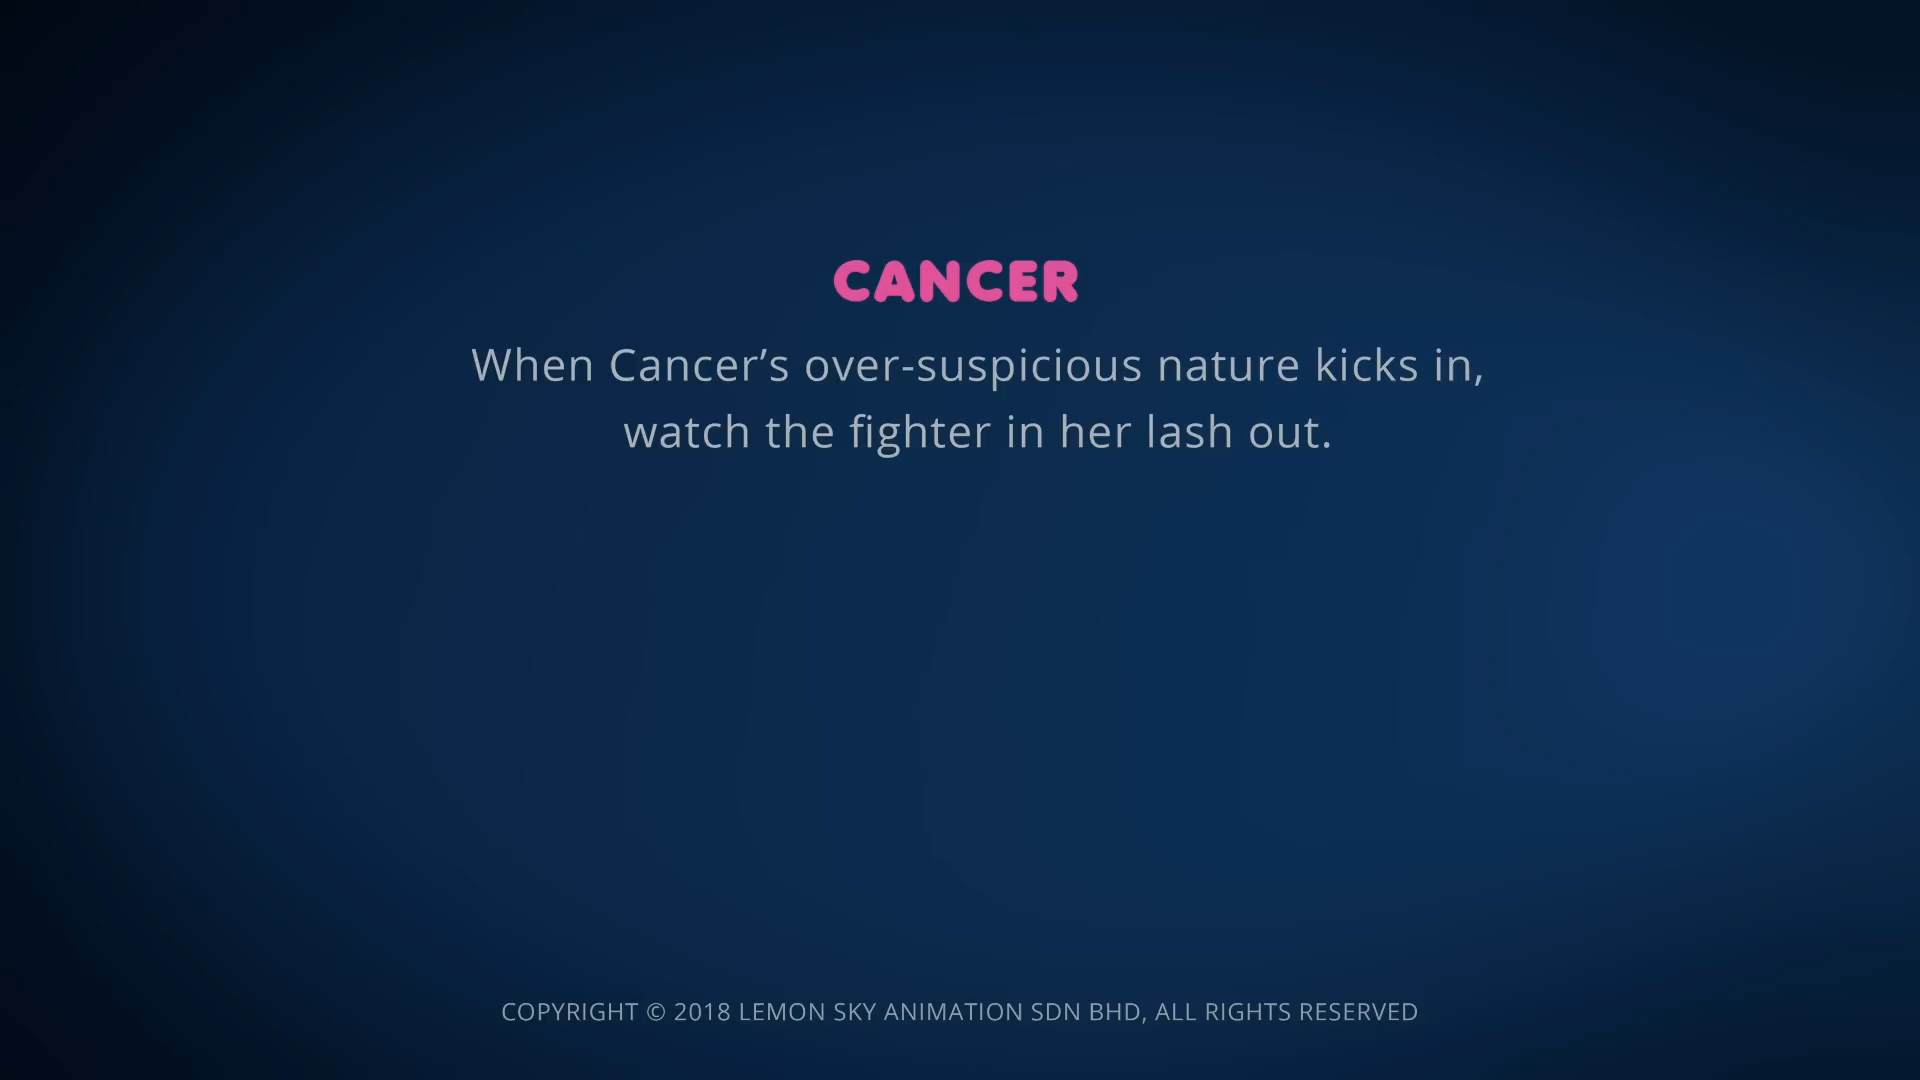 CANCER
When Cancer’s over-suspicious nature kicks in,
watch the fighter in her lash out.
COPYRIGHT © 2018 LEMON SKY ANIMATION SDN BHD, ALL RIGHTS RESERVED